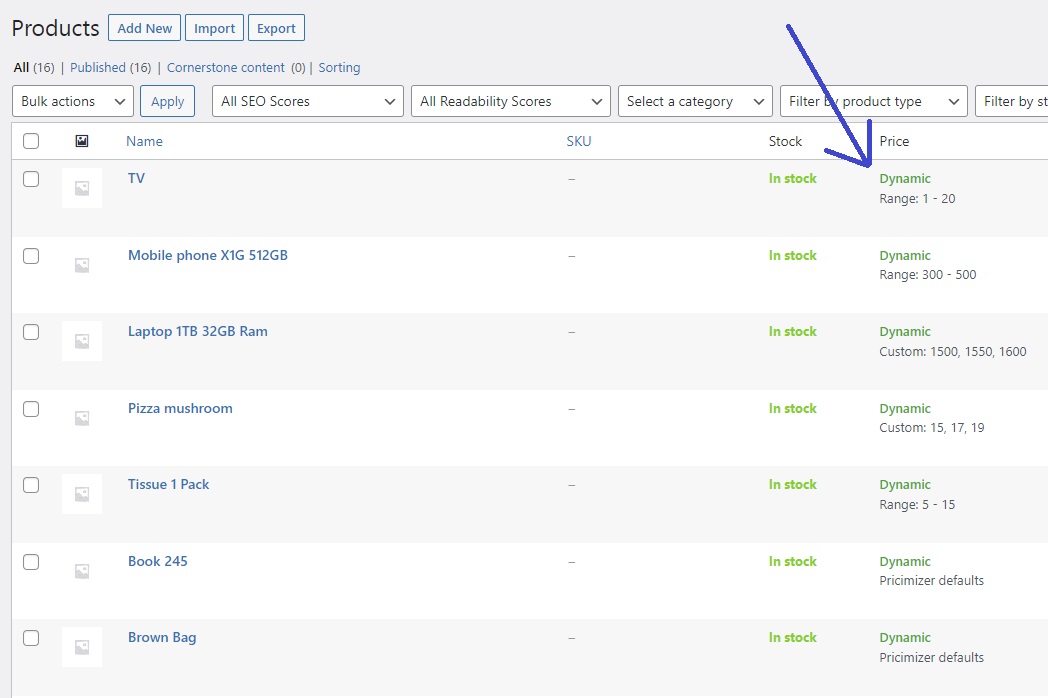 Products Add New Import Export
All (16) | Published (16) | Cornerstone content (0) | Sorting
Bulk actions Apply All SEO Scores All Readability Scores Select a category Filter by product type Filter by st
Name SKU Stock Price
TV – In stock Dynamic
Range: 1 - 20
Mobile phone X1G 512GB – In stock Dynamic
Range: 300 - 500
Laptop 1TB 32GB Ram – In stock Dynamic
Custom: 1500, 1550, 1600
Pizza mushroom – In stock Dynamic
Custom: 15, 17, 19
Tissue 1 Pack – In stock Dynamic
Range: 5 - 15
Book 245 – In stock Dynamic
Pricimizer defaults
Brown Bag – In stock Dynamic
Pricimizer defaults